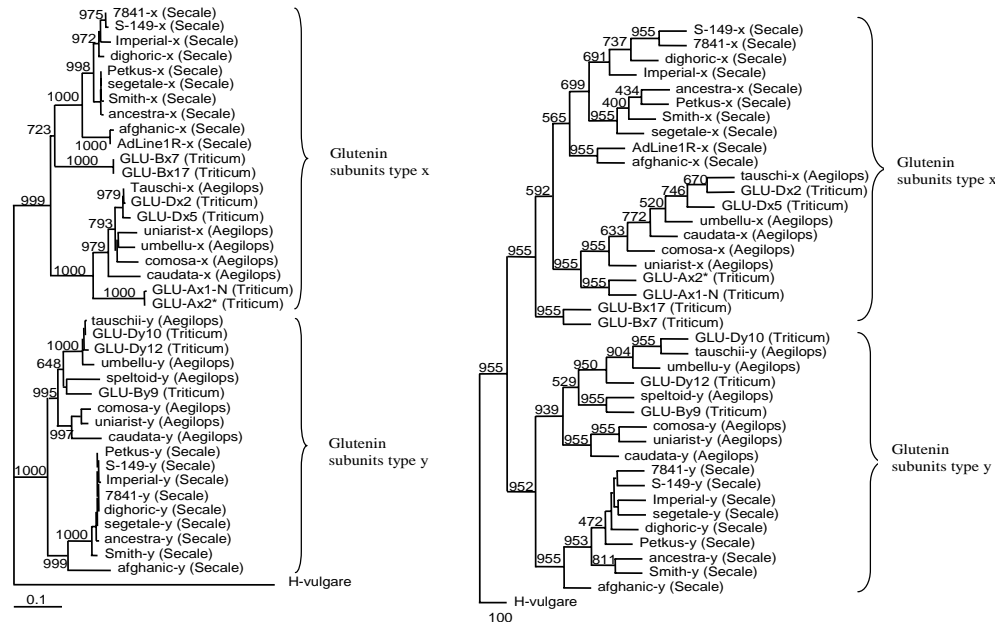 975
7841-x (Secale)
S-149-x (Secale)
972
Imperial-x (Secale)
dighoric-x (Secale)
998
Petkus-x (Secale)
segetale-x (Secale)
1000
Smith-x (Secale)
ancestra-x (Secale)
723
afghanic-x (Secale)
1000
AdLine1R-x (Secale)
1000
GLU-Bx7 (Triticum)
GLU-Bx17 (Triticum)
999
979
Tauschi-x (Aegilops)
GLU-Dx2 (Triticum)
GLU-Dx5 (Triticum)
793
uniarist-x (Aegilops)
979
umbellu-x (Aegilops)
comosa-x (Aegilops)
1000
caudata-x (Aegilops)
1000
GLU-Ax1-N (Triticum)
GLU-Ax2* (Triticum)
Glutenin
subunits type x
tauschii-y (Aegilops)
GLU-Dy10 (Triticum)
1000
GLU-Dy12 (Triticum)
648
umbellu-y (Aegilops)
speltoid-y (Aegilops)
995
GLU-By9 (Triticum)
comosa-y (Aegilops)
uniarist-y (Aegilops)
997
caudata-y (Aegilops)
1000
Petkus-y (Secale)
S-149-y (Secale)
Imperial-y (Secale)
7841-y (Secale)
dighoric-y (Secale)
segetale-y (Secale)
1000
ancestra-y (Secale)
Smith-y (Secale)
999
afghanic-y (Secale)
Glutenin
subunits type y
H-vulgare
0.1
955
S-149-x (Secale)
737
7841-x (Secale)
691
dighoric-x (Secale)
Imperial-x (Secale)
699
434
ancestra-x (Secale)
400
Petkus-x (Secale)
955
Smith-x (Secale)
segetale-x (Secale)
565
955
AdLine1R-x (Secale)
afghanic-x (Secale)
592
670
tauschi-x (Aegilops)
746
GLU-Dx2 (Triticum)
520
GLU-Dx5 (Triticum)
772
umbellu-x (Aegilops)
633
caudata-x (Aegilops)
955
comosa-x (Aegilops)
955
uniarist-x (Aegilops)
955
GLU-Ax2* (Triticum)
GLU-Ax1-N (Triticum)
955
955
GLU-Bx17 (Triticum)
GLU-Bx7 (Triticum)
Glutenin
subunits type x
955
955
GLU-Dy10 (Triticum)
904
tauschii-y (Aegilops)
950
umbellu-y (Aegilops)
529
GLU-Dy12 (Triticum)
955
speltoid-y (Aegilops)
GLU-By9 (Triticum)
939
955
comosa-y (Aegilops)
955
uniarist-y (Aegilops)
caudata-y (Aegilops)
952
7841-y (Secale)
S-149-y (Secale)
Imperial-y (Secale)
segetale-y (Secale)
472
dighoric-y (Secale)
953
Petkus-y (Secale)
955
811
ancestra-y (Secale)
Smith-y (Secale)
afghanic-y (Secale)
Glutenin
subunits type y
H-vulgare
100